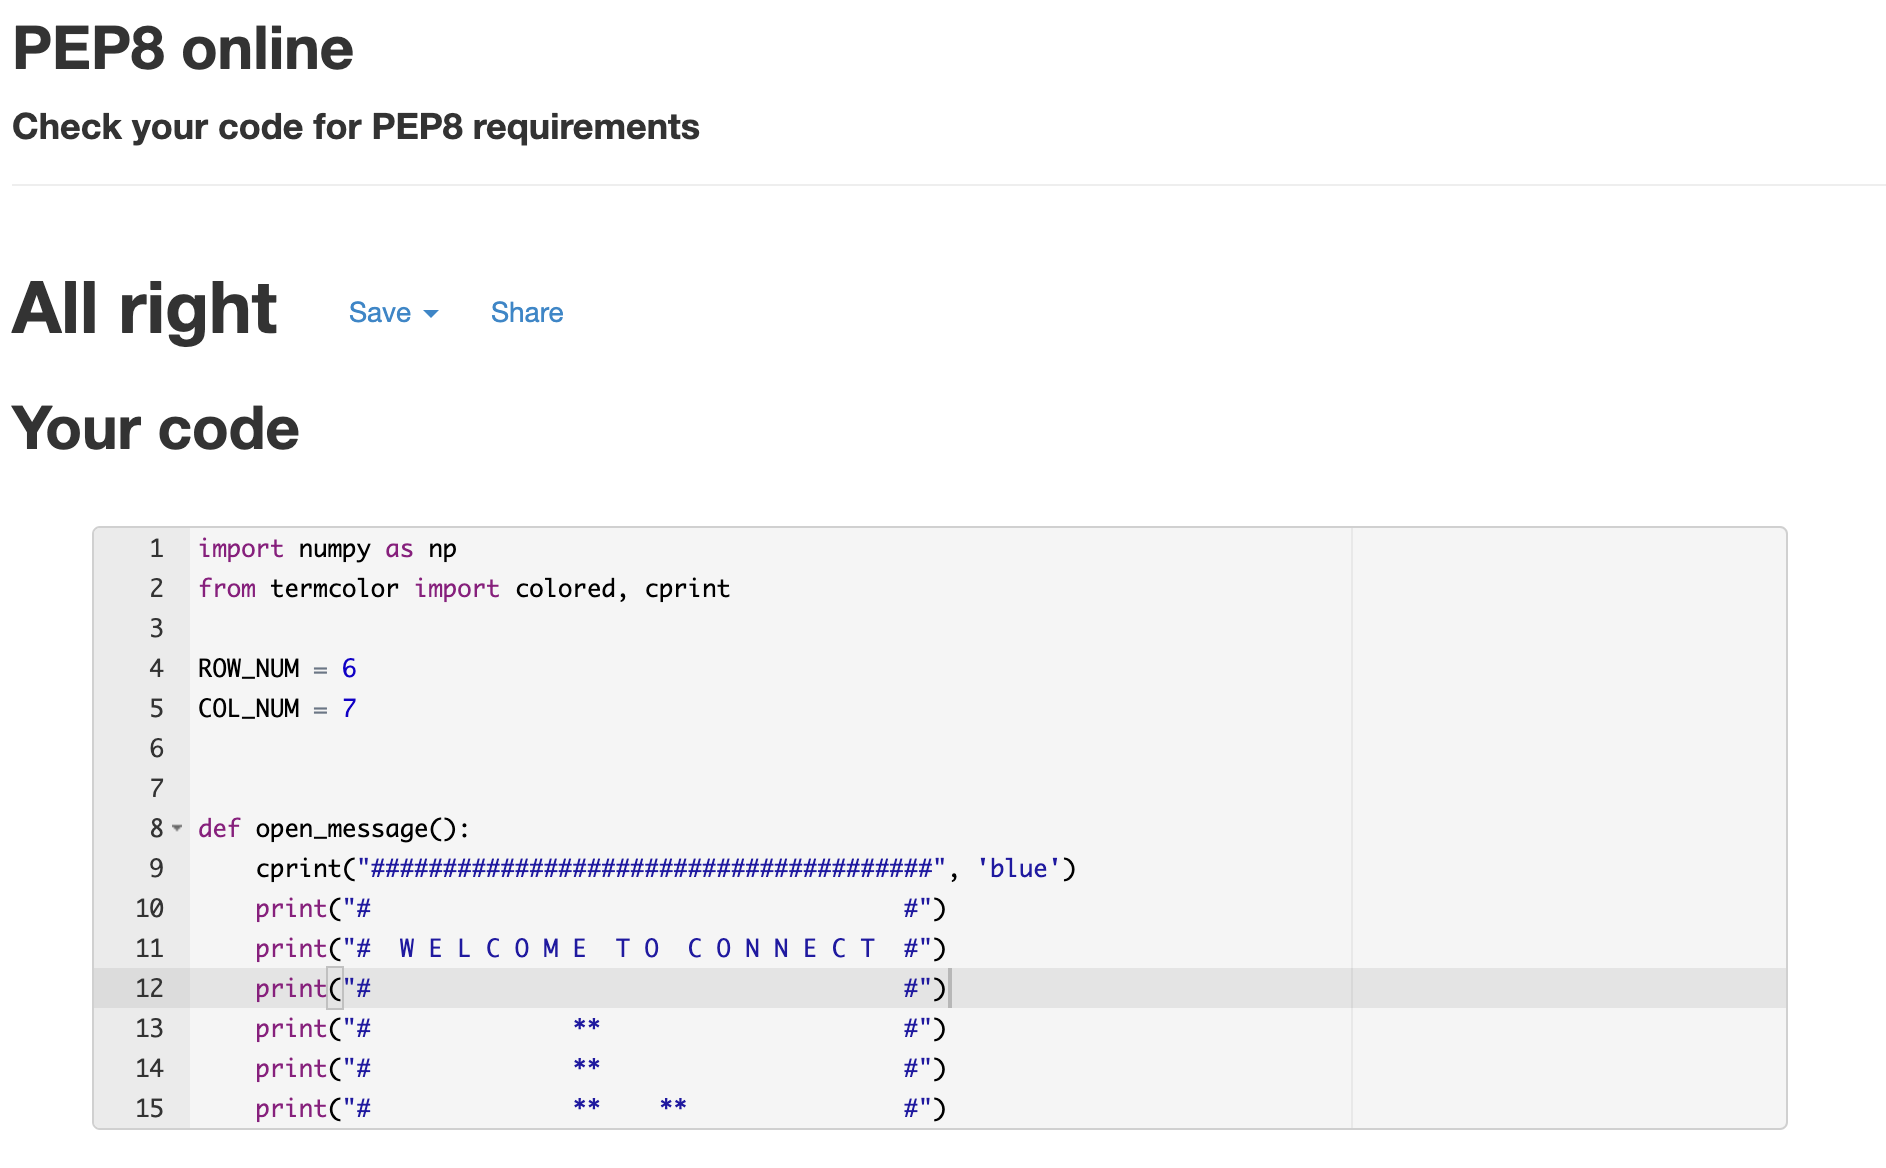 PEP8 online
Check your code for PEP8 requirements
All right Save Share
Your code
1 import numpy as np
2 from termcolor import colored, cprint
3
4 ROW_NUM = 6
5 COL_NUM = 7
6
7
8 def open_message():
9     cprint("#######################################", 'blue')
10     print("#                                     #")
11     print("#  W E L C O M E  T O  C O N N E C T  #")
12     print("#                                     #")
13     print("#              **                     #")
14     print("#              **                     #")
15     print("#              **    **               #")